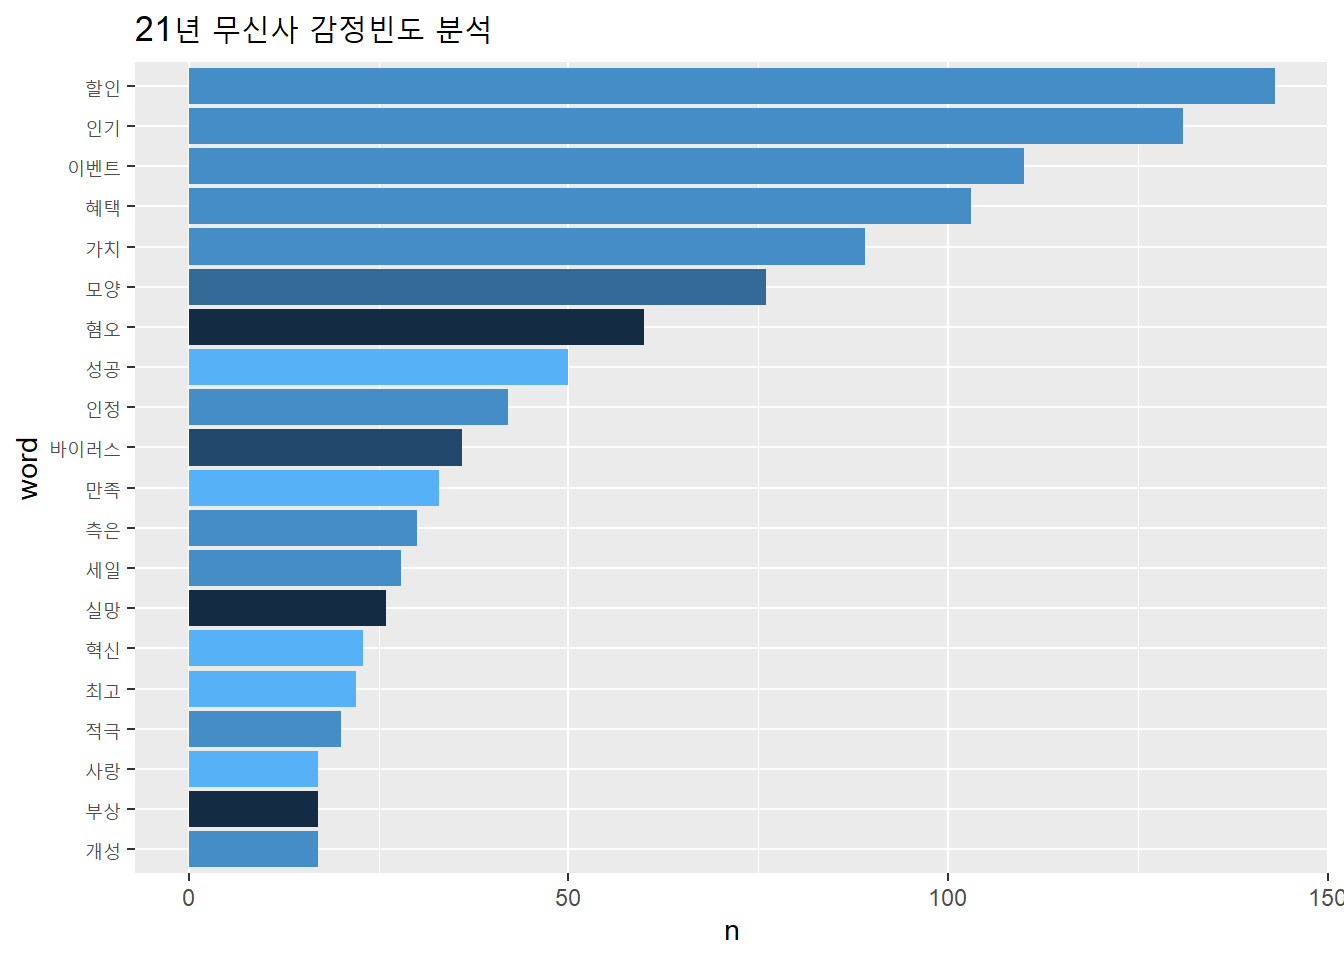 21년 무신사 감정빈도 분석
할인
인기
이벤트
혜택
가치
모양
혐오
성공
인정
바이러스
만족
측은
세일
실망
혁신
최고
적극
사랑
부상
개성
word
0 50 100 150
n